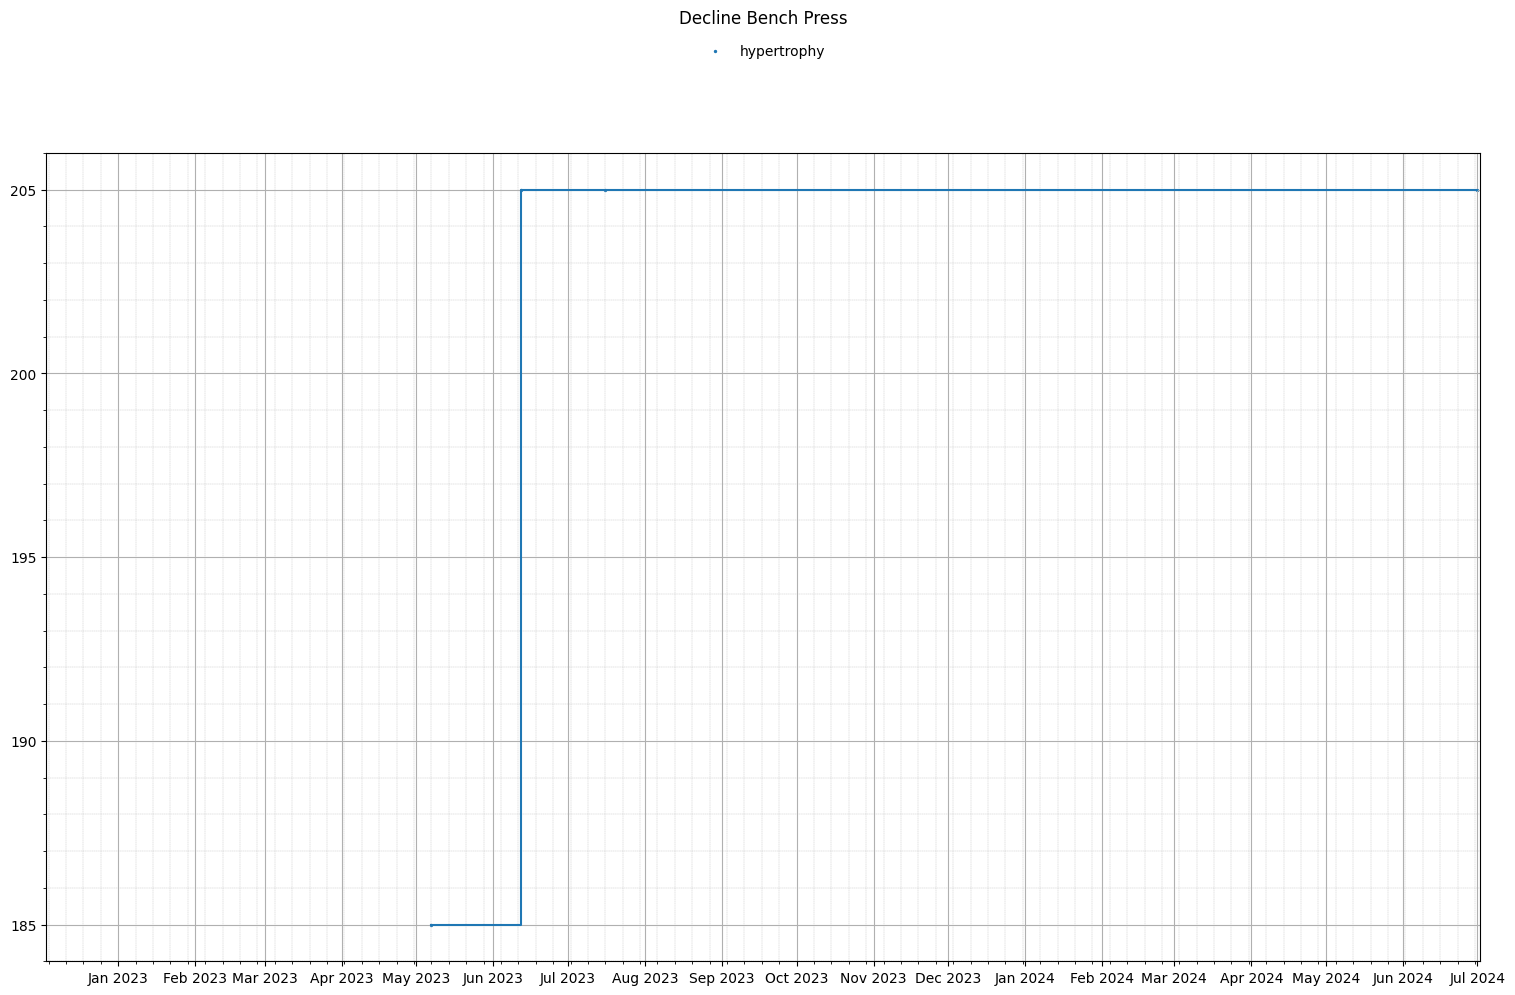 Decline Bench Press
hypertrophy
205
200
195
190
185
Jan 2023 Feb 2023 Mar 2023 Apr 2023 May 2023 Jun 2023 Jul 2023 Aug 2023 Sep 2023 Oct 2023 Nov 2023 Dec 2023 Jan 2024 Feb 2024 Mar 2024 Apr 2024 May 2024 Jun 2024 Jul 2024